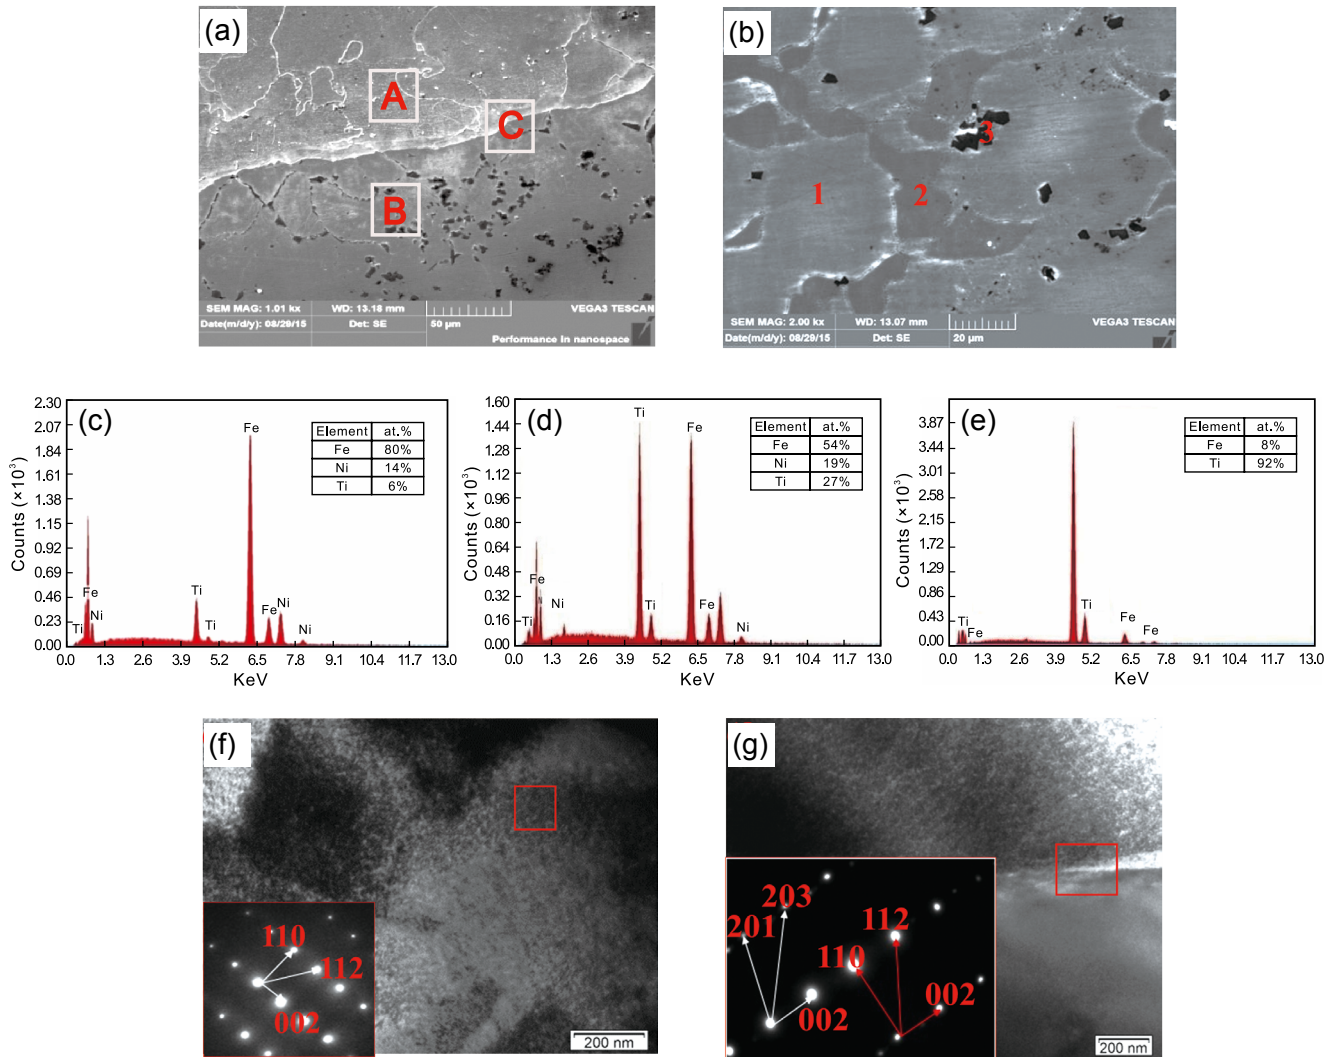 (a)
A
C
B
SEM MAG: 1.01 kx
WD: 13.18 mm
VEGA3 TESCAN
Date(m/d/y): 08/29/15
Det: SE
50 µm
Performance in nanospace
(b)
3
1
2
SEM MAG: 2.00 kx
WD: 13.07 mm
VEGA3 TESCAN
Date(m/d/y): 08/29/15
Det: SE
20 µm
(c)
2.30
2.07
1.84
1.61
1.38
1.15
0.92
0.69
0.46
0.23
0.00
Counts (×10³)
Fe
Element at.%
Fe 80%
Ni 14%
Ti 6%
Fe
Ti
Ni
Ti
Ti
Fe
Ni
Ni
0.0 1.3 2.6 3.9 5.2 6.5 7.8 9.1 10.4 11.7 13.0
KeV
(d)
1.60
1.44
1.28
1.12
0.96
0.80
0.64
0.48
0.32
0.16
0.00
Counts (×10³)
Ti
Fe
Element at.%
Fe 54%
Ni 19%
Ti 27%
Fe
Ni
Ti
Ti
Fe
Ni
0.0 1.3 2.6 3.9 5.2 6.5 7.8 9.1 10.4 11.7 13.0
KeV
(e)
3.87
3.44
3.01
2.58
2.15
1.72
1.29
0.86
0.43
0.00
Counts (×10³)
Element at.%
Fe 8%
Ti 92%
Ti
Fe
Ti
Fe
Fe
0.0 1.3 2.6 3.9 5.2 6.5 7.8 9.1 10.4 11.7 13.0
KeV
(f)
110
112
002
200 nm
(g)
203
201
112
110
002
002
200 nm